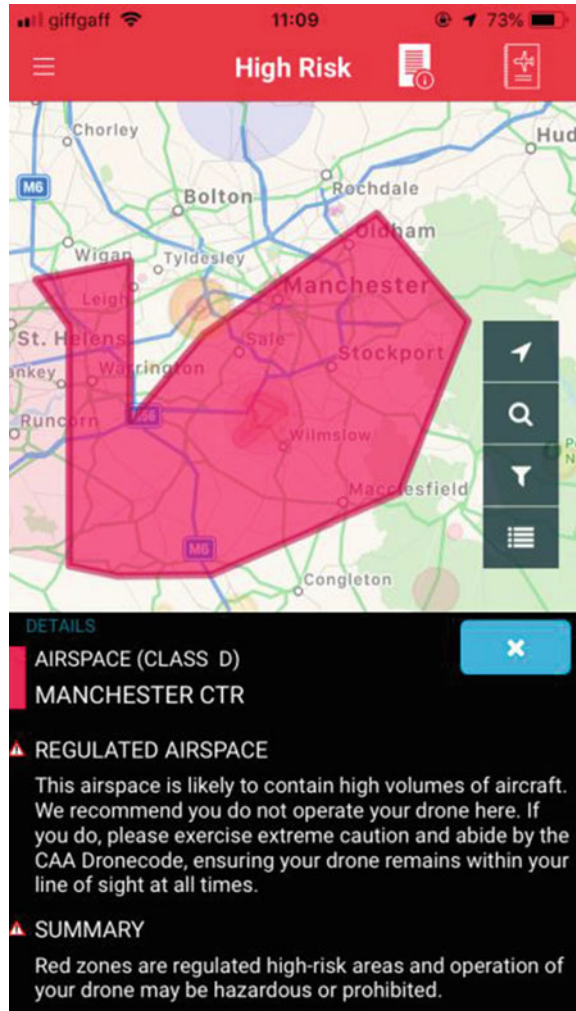 giffgaff 11:09 73%
High Risk
Chorley
Hud
M6
Bolton
Rochdale
Oldham
Wigan
Tyldesley
Leigh
Manchester
St. Helens
Sale
Stockport
ankey
Warrington
Runcorn
M56
Wilmslow
Macclesfield
M6
Congleton
DETAILS
AIRSPACE (CLASS D)
MANCHESTER CTR
REGULATED AIRSPACE
This airspace is likely to contain high volumes of aircraft.
We recommend you do not operate your drone here. If
you do, please exercise extreme caution and abide by the
CAA Dronecode, ensuring your drone remains within your
line of sight at all times.
SUMMARY
Red zones are regulated high-risk areas and operation of
your drone may be hazardous or prohibited.